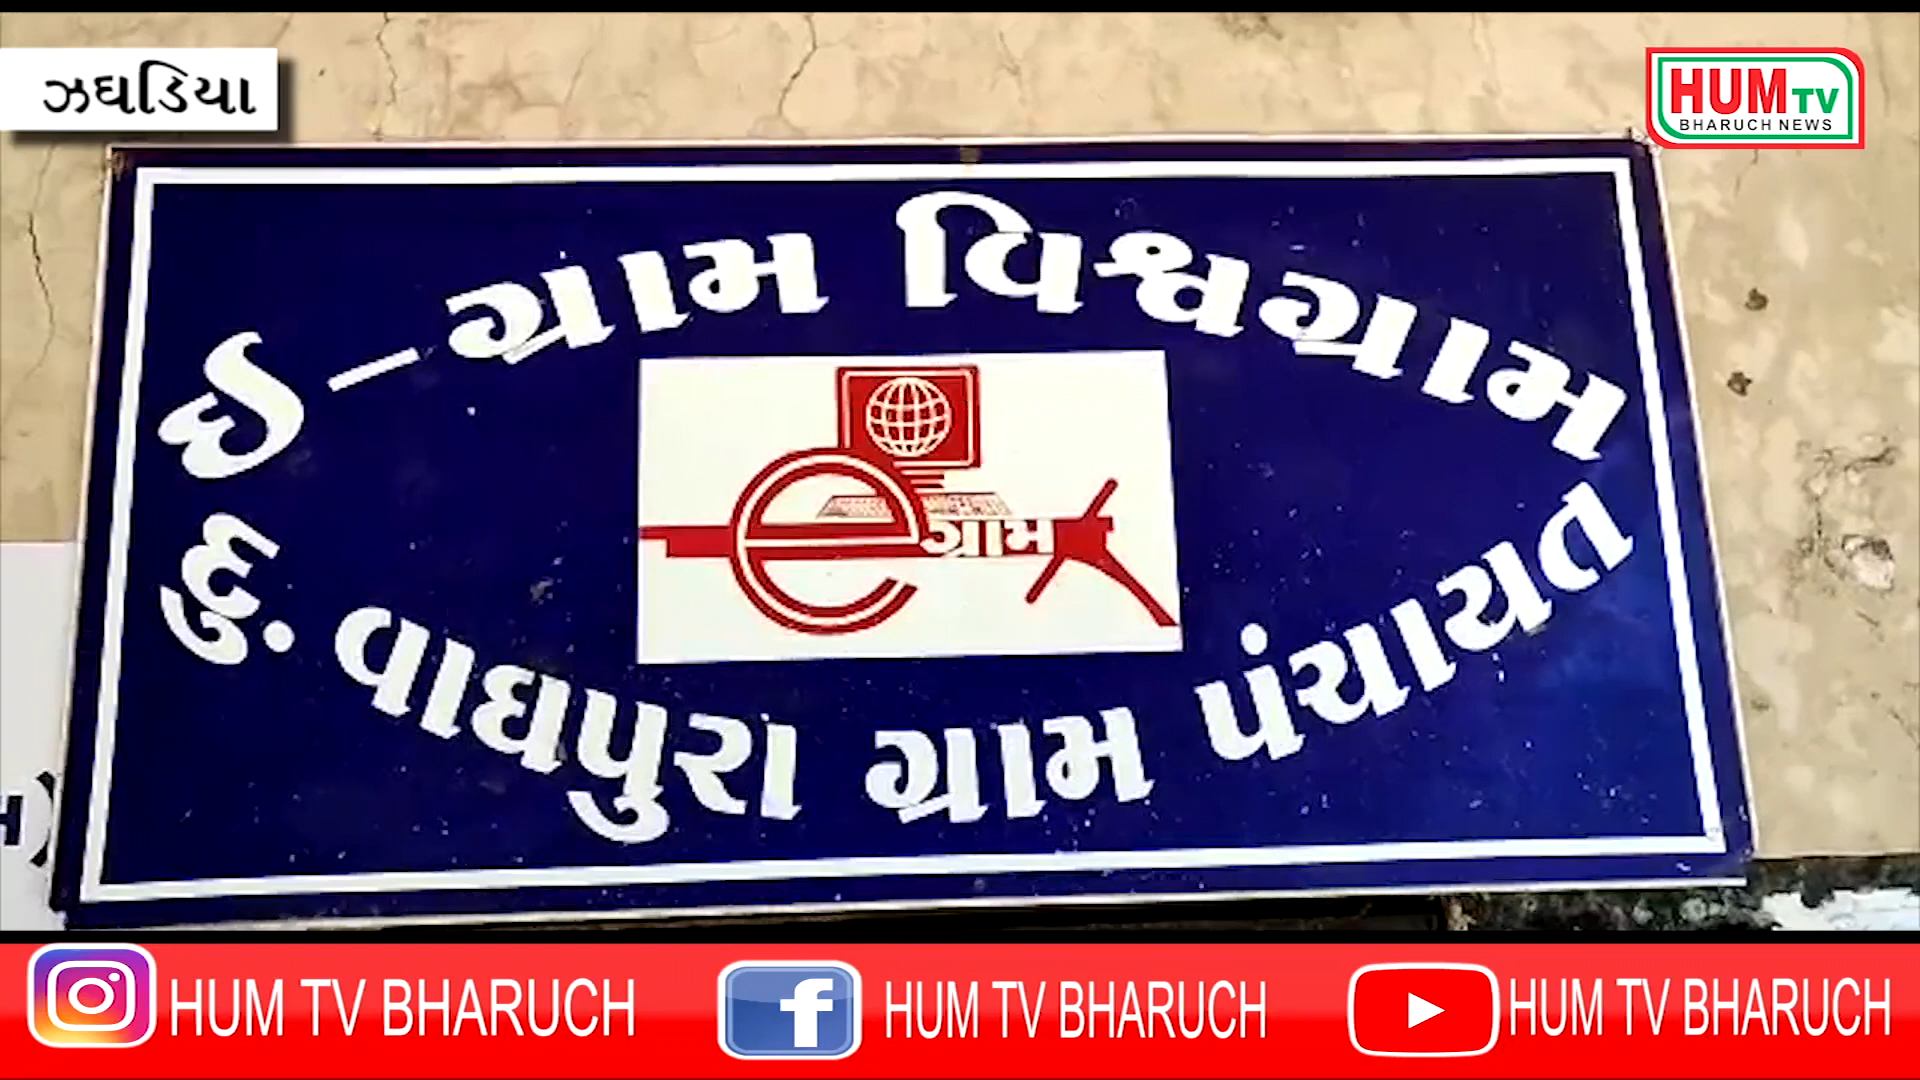 ઝઘડિયા
HUM TV
BHARUCH NEWS
ઈ-ગ્રામ વિશ્વગ્રામ
e ગ્રામ
દુ. વાઘપુરા ગ્રામ પંચાયત
HUM TV BHARUCH
HUM TV BHARUCH
HUM TV BHARUCH